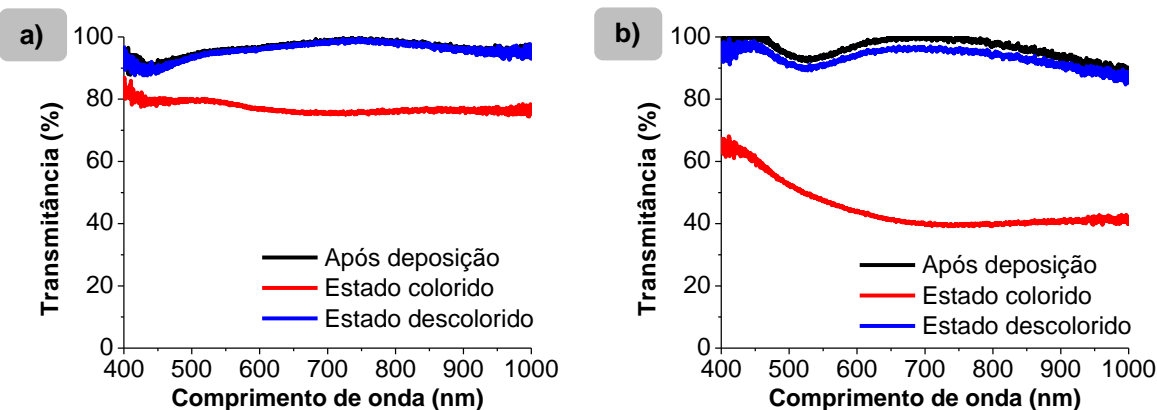 a)
100
80
60
40
20
0
Transmitância (%)
Após deposição
Estado colorido
Estado descolorido
400 500 600 700 800 900 1000
Comprimento de onda (nm)
b)
100
80
60
40
20
0
Transmitância (%)
Após deposição
Estado colorido
Estado descolorido
400 500 600 700 800 900 1000
Comprimento de onda (nm)